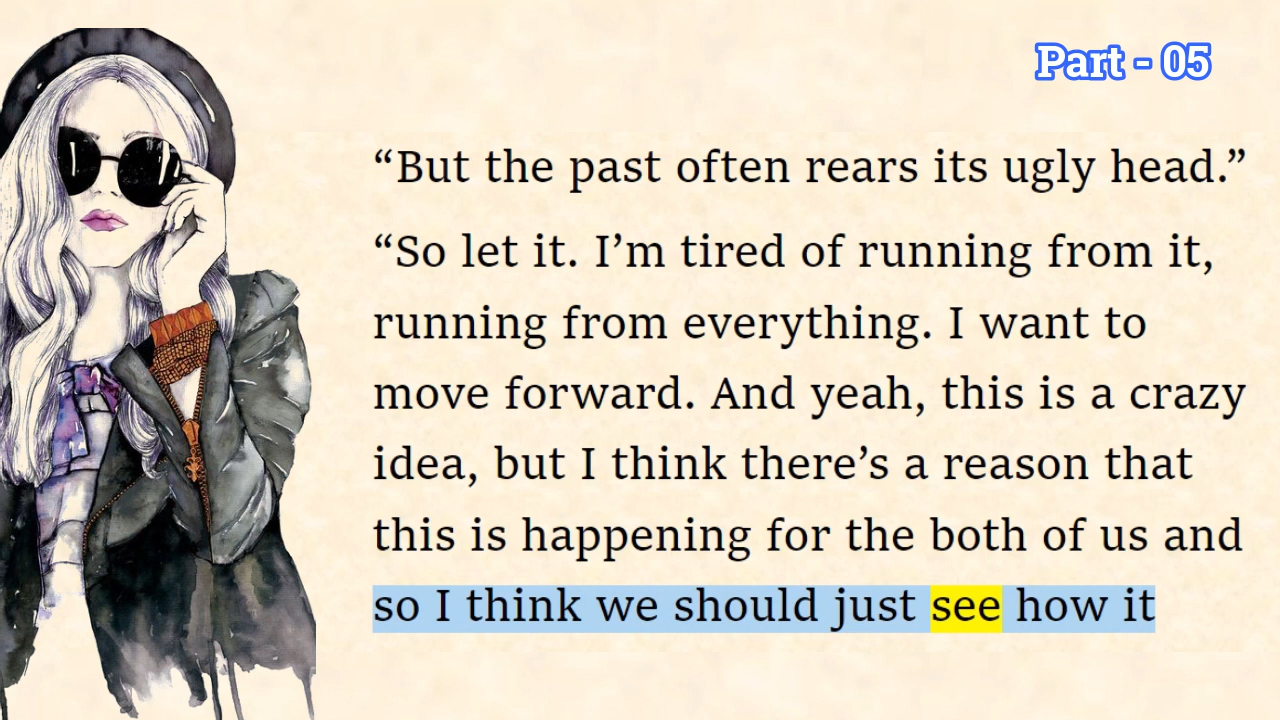 Part - 05
“But the past often rears its ugly head.”
“So let it. I’m tired of running from it,
running from everything. I want to
move forward. And yeah, this is a crazy
idea, but I think there’s a reason that
this is happening for the both of us and
so I think we should just see how it